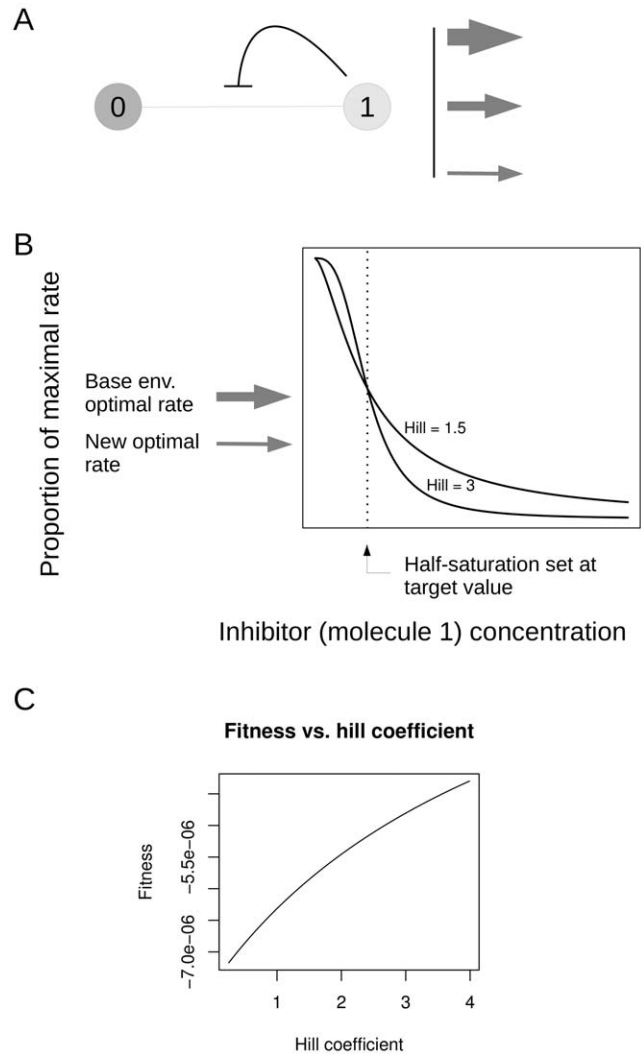 A
0
1
B
Proportion of maximal rate
Base env.
optimal rate
New optimal
rate
Hill = 1.5
Hill = 3
Half-saturation set at
target value
Inhibitor (molecule 1) concentration
C
Fitness vs. hill coefficient
Fitness
-5.5e-06
-7.0e-06
1 2 3 4
Hill coefficient